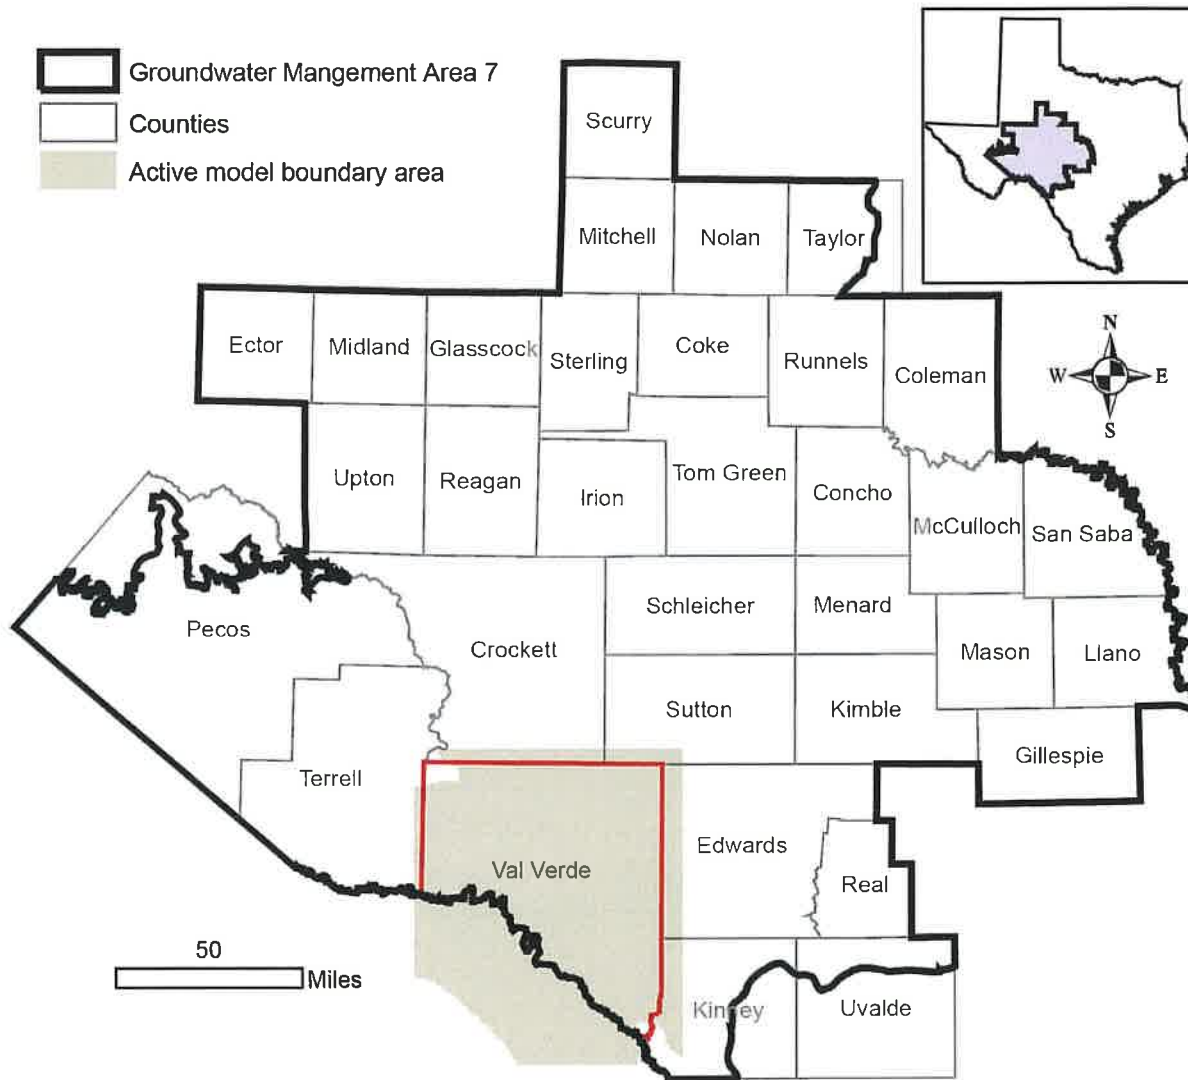 Groundwater Mangement Area 7
Counties
Active model boundary area
Scurry
Mitchell
Nolan
Taylor
N
W
E
S
Ector
Midland
Glasscock
Sterling
Coke
Runnels
Coleman
Upton
Reagan
Irion
Tom Green
Concho
McCulloch
San Saba
Pecos
Crockett
Schleicher
Menard
Mason
Llano
Sutton
Kimble
Gillespie
Terrell
Val Verde
Edwards
Real
Kinney
Uvalde
50
Miles